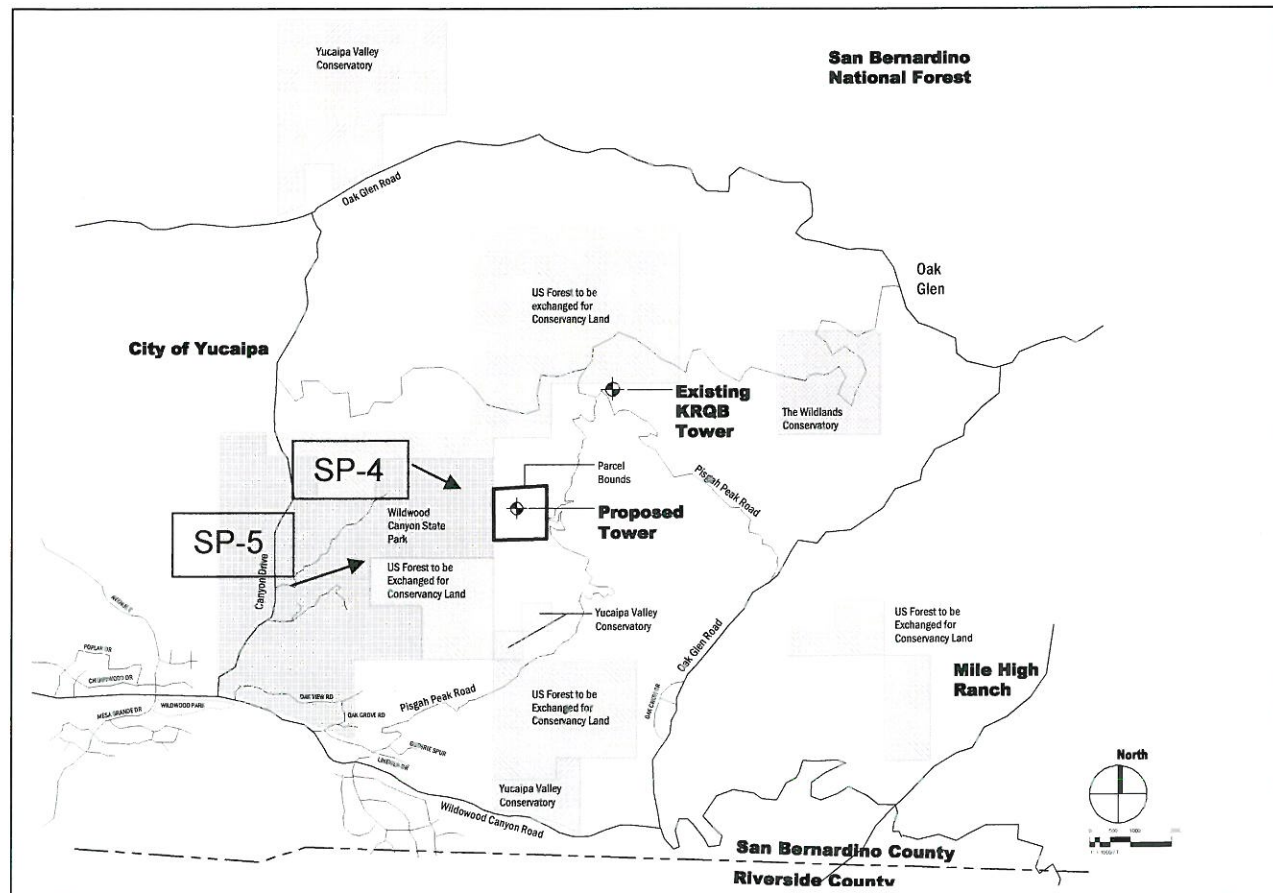 Yucaipa Valley
Conservatory
San Bernardino
National Forest
Oak Glen Road
Oak
Glen
US Forest to be
exchanged for
Conservancy Land
City of Yucaipa
Existing
KRQB
Tower
The Wildlands
Conservatory
SP-4
Parcel
Bounds
Pisgah Peak Road
Wildwood
Canyon State
Park
Proposed
Tower
SP-5
Canyon Drive
US Forest to be
Exchanged for
Conservancy Land
Yucaipa Valley
Conservatory
US Forest to be
Exchanged for
Conservancy Land
Oak Glen Road
Mile High
Ranch
AVENUE E
POPLAR DR
CHERRYWOOD DR
MESA GRANDE DR
WILDWOOD PARK
OAK VIEW RD
OAK GROVE RD
Pisgah Peak Road
US Forest to be
Exchanged for
Conservancy Land
GUTHRIE SPUR
North
Yucaipa Valley
Conservatory
Wildowood Canyon Road
San Bernardino County
Riverside County